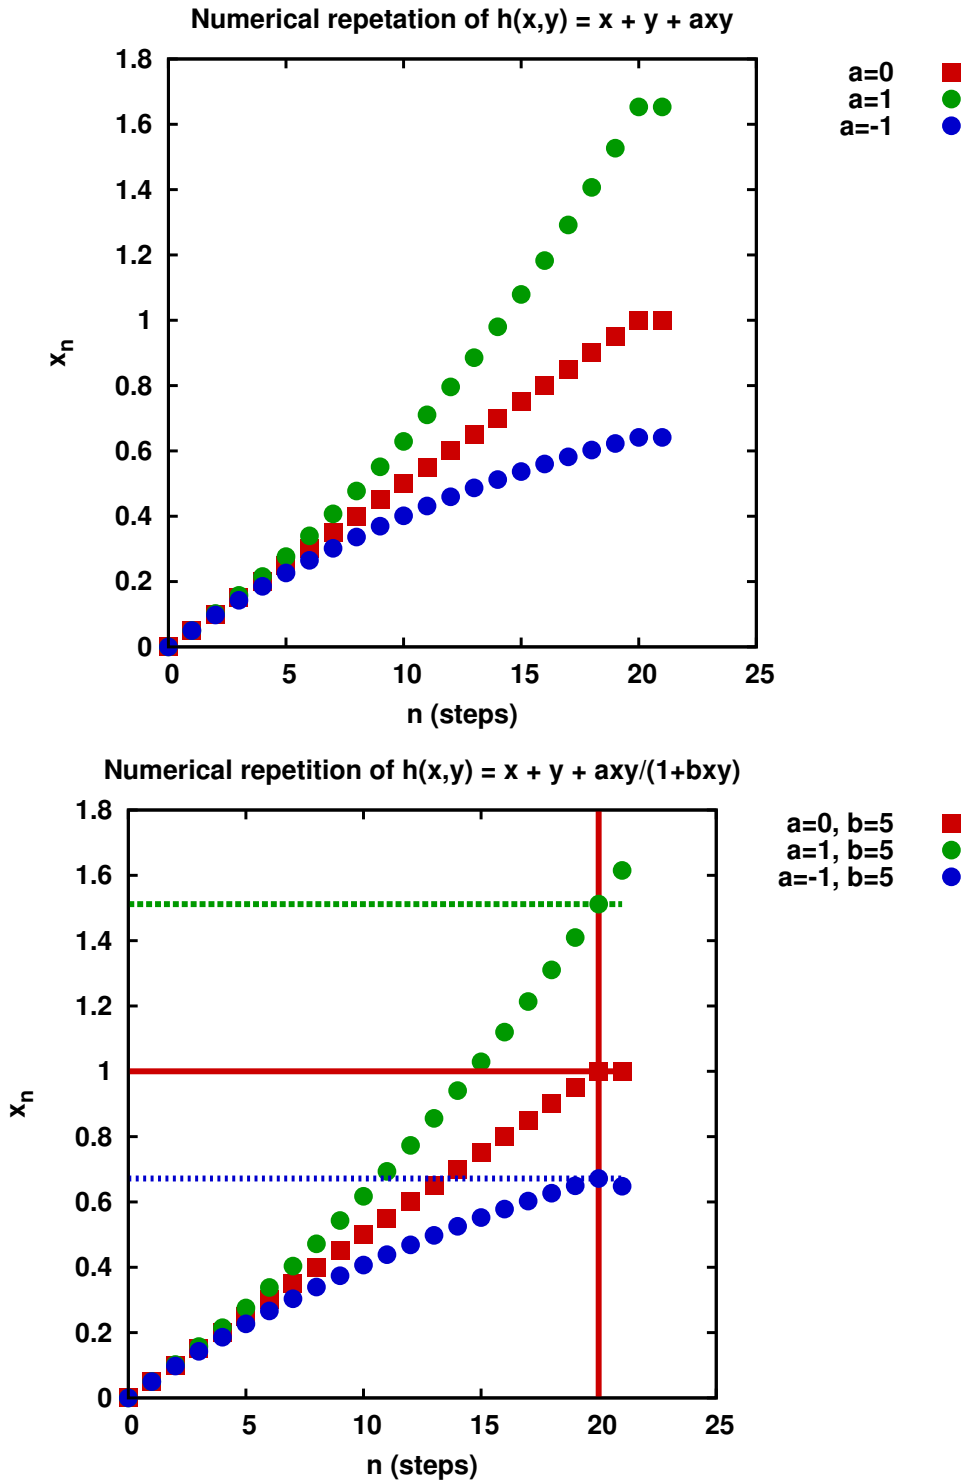 Numerical repetation of h(x,y) = x + y + axy
1.8
1.6
1.4
1.2
1
0.8
0.6
0.4
0.2
0
xn
0 5 10 15 20 25
n (steps)
a=0
a=1
a=-1
Numerical repetition of h(x,y) = x + y + axy/(1+bxy)
1.8
1.6
1.4
1.2
1
0.8
0.6
0.4
0.2
0
xn
0 5 10 15 20 25
n (steps)
a=0, b=5
a=1, b=5
a=-1, b=5